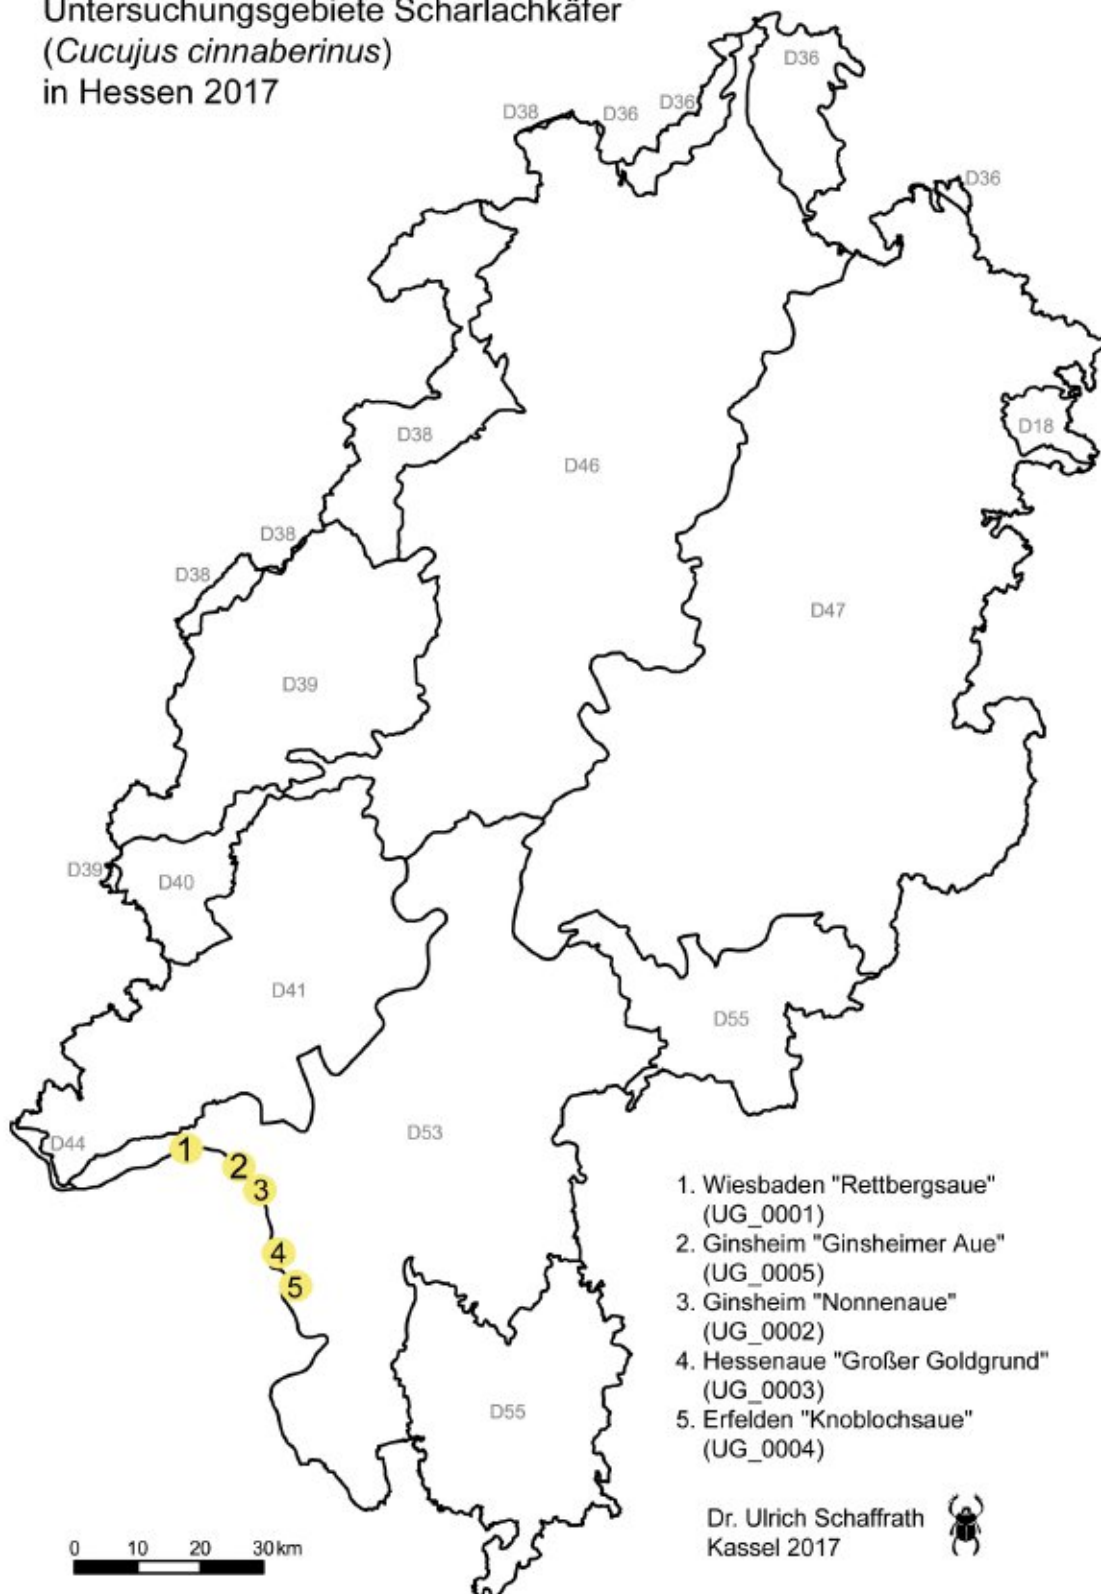 Untersuchungsgebiete Scharlachkäfer
(Cucujus cinnaberinus)
in Hessen 2017
D36
D38
D36
D36
D36
D38
D46
D18
D38
D38
D47
D39
D39
D40
D41
D55
D44
D53
1
2
3
4
5
D55
1. Wiesbaden "Rettbergsaue"
(UG_0001)
2. Ginsheim "Ginsheimer Aue"
(UG_0005)
3. Ginsheim "Nonnenaue"
(UG_0002)
4. Hessenaue "Großer Goldgrund"
(UG_0003)
5. Erfelden "Knoblochsaue"
(UG_0004)
Dr. Ulrich Schaffrath
Kassel 2017
0 10 20 30 km